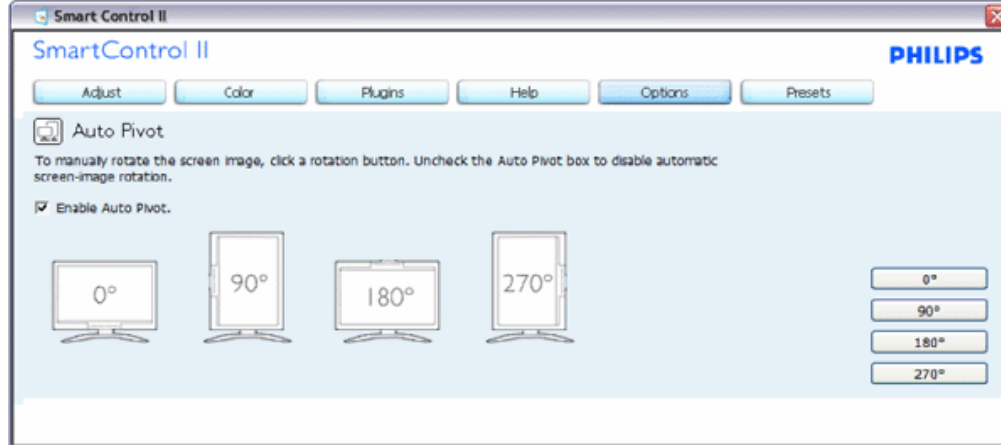 Smart Control II
SmartControl II
PHILIPS
Adjust Color Plugins Help Options Presets
Auto Pivot
To manually rotate the screen image, click a rotation button. Uncheck the Auto Pivot box to disable automatic
screen-image rotation.
Enable Auto Pivot.
0° 90° 180° 270°
0°
90°
180°
270°